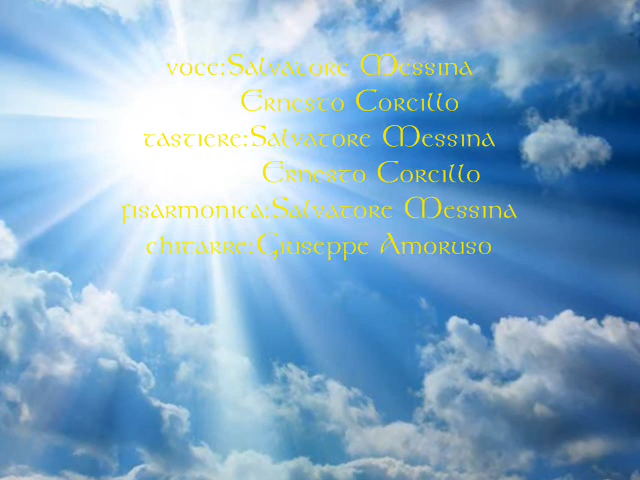 voce:Salvatore Messina
Ernesto Corcillo
tastiere:Salvatore Messina
Ernesto Corcillo
fisarmonica:Salvatore Messina
chitarre:Giuseppe Amoruso